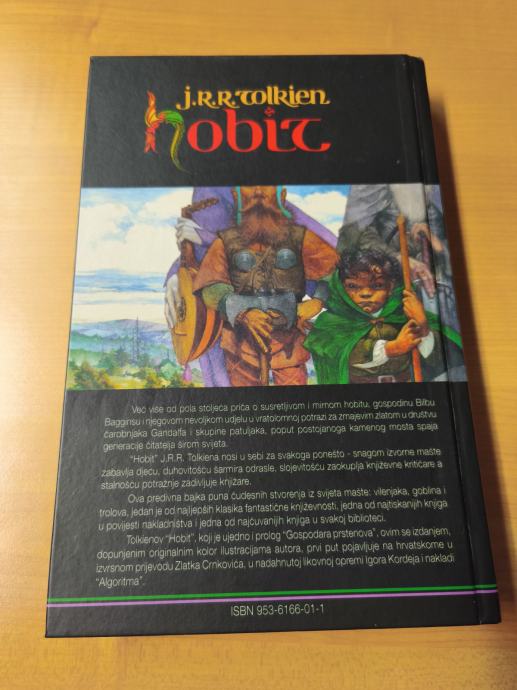 j.R.R.tolkien
hobit
Već više od pola stoljeća priča o susretljivom i mirnom hobitu, gospodinu Bilbu
Bagginsu i njegovom nevoljkom udjelu u vratolomnoj potrazi za zmajevim zlatom u društvu
čarobnjaka Gandalfa i skupine patuljaka, poput postojanoga kamenog mosta spaja
generacije čitatelja širom svijeta.
"Hobit" J.R.R. Tolkiena nosi u sebi za svakoga ponešto - snagom izvorne mašte
zabavlja djecu, duhovitošću šarmira odrasle, slojevitošću zaokuplja književne kritičare a
stalnošću potražnje zadivljuje knjižare.
Ova predivna bajka puna čudesnih stvorenja iz svijeta mašte: vilenjaka, goblina i
trolova, jedan je od najljepših klasika fantastične književnosti, jedna od najtiskanijih knjiga
u povijesti nakladništva i jedna od najčuvanijih knjiga u svakoj biblioteci.
Tolkienov "Hobit", koji je ujedno i prolog "Gospodara prstenova", ovim se izdanjem,
dopunjenim originalnim kolor ilustracijama autora, prvi put pojavljuje na hrvatskome u
izvrsnom prijevodu Zlatka Crnkovića, u nadahnutoj likovnoj opremi Igora Kordeja i nakladi
"Algoritma".
ISBN 953-6166-01-1